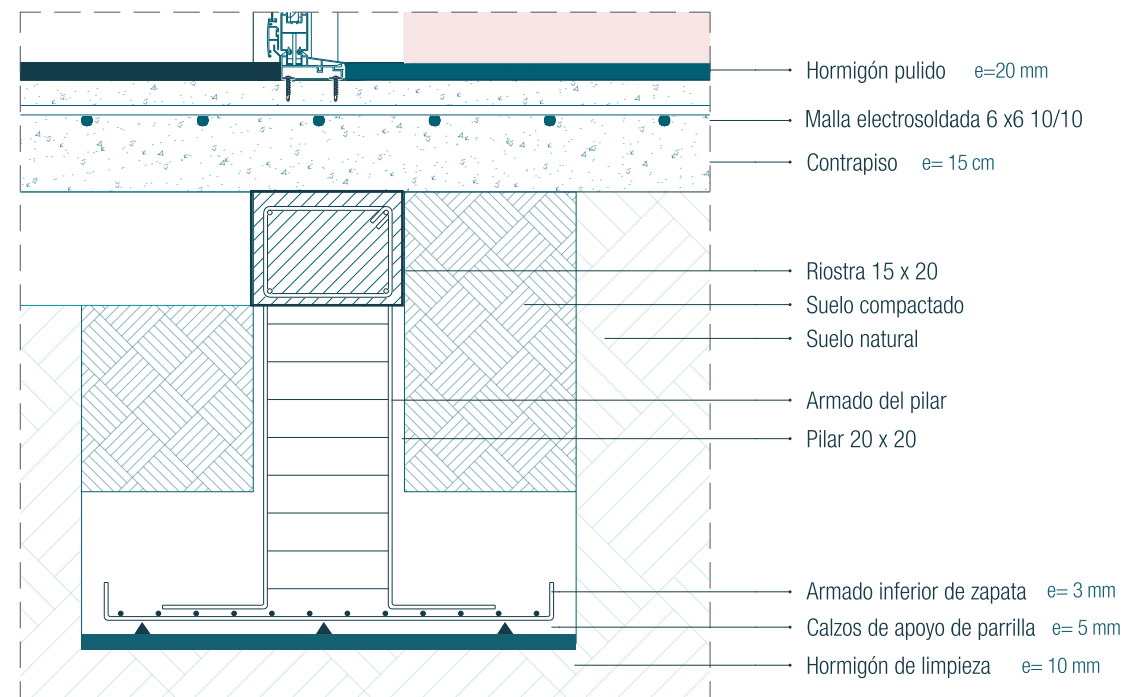 Hormigón pulido e=20 mm
Malla electrosoldada 6 x6 10/10
Contrapiso e= 15 cm
Riostra 15 x 20
Suelo compactado
Suelo natural
Armado del pilar
Pilar 20 x 20
Armado inferior de zapata e= 3 mm
Calzos de apoyo de parrilla e= 5 mm
Hormigón de limpieza e= 10 mm